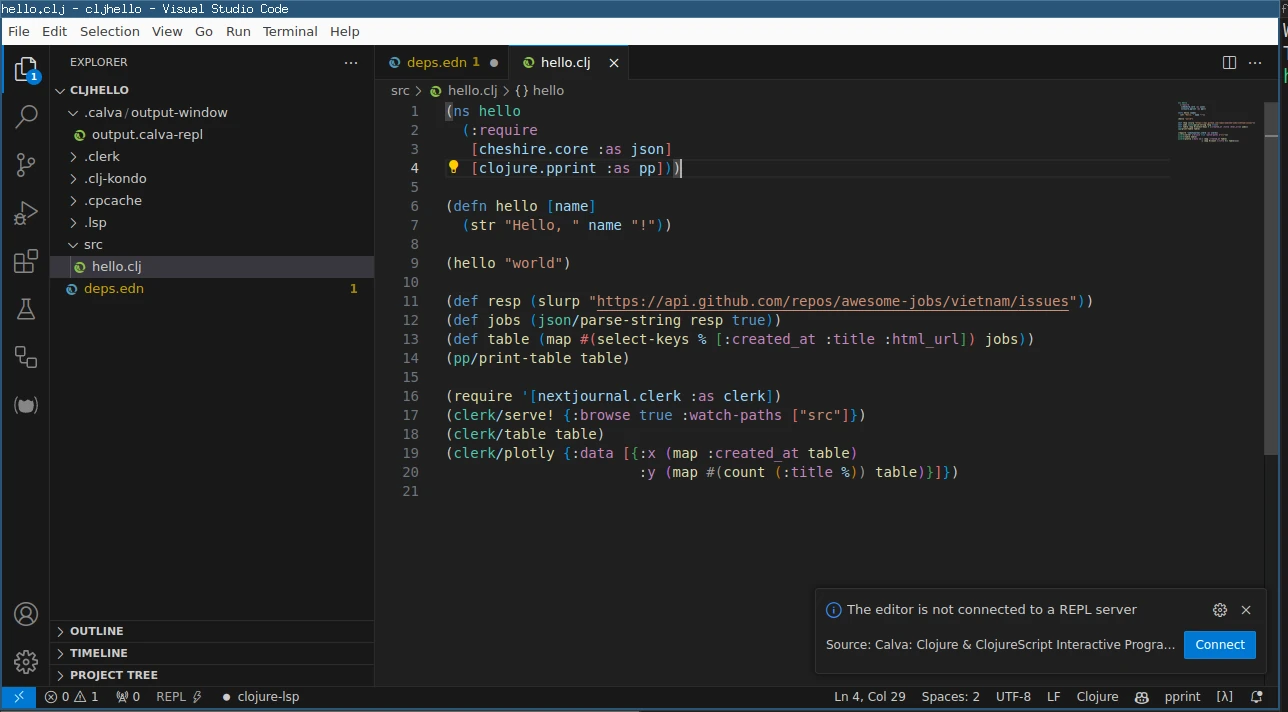 hello.clj - cljhello - Visual Studio Code
File Edit Selection View Go Run Terminal Help
EXPLORER
CLJHELLO
.calva/output-window
output.calva-repl
.clerk
.clj-kondo
.cpcache
.lsp
src
hello.clj
deps.edn 1
OUTLINE
TIMELINE
PROJECT TREE
1
deps.edn 1
hello.clj
src > hello.clj > {} hello
1 (ns hello
2   (:require
3    [cheshire.core :as json]
4    [clojure.pprint :as pp]))
5
6 (defn hello [name]
7   (str "Hello, " name "!"))
8
9 (hello "world")
10
11 (def resp (slurp "https://api.github.com/repos/awesome-jobs/vietnam/issues"))
12 (def jobs (json/parse-string resp true))
13 (def table (map #(select-keys % [:created_at :title :html_url]) jobs))
14 (pp/print-table table)
15
16 (require '[nextjournal.clerk :as clerk])
17 (clerk/serve! {:browse true :watch-paths ["src"]})
18 (clerk/table table)
19 (clerk/plotly {:data [{:x (map :created_at table)
20                        :y (map #(count (:title %)) table)}]})
21
The editor is not connected to a REPL server
Source: Calva: Clojure & ClojureScript Interactive Progra...
Connect
0 1 0 REPL clojure-lsp Ln 4, Col 29 Spaces: 2 UTF-8 LF Clojure pprint [λ]